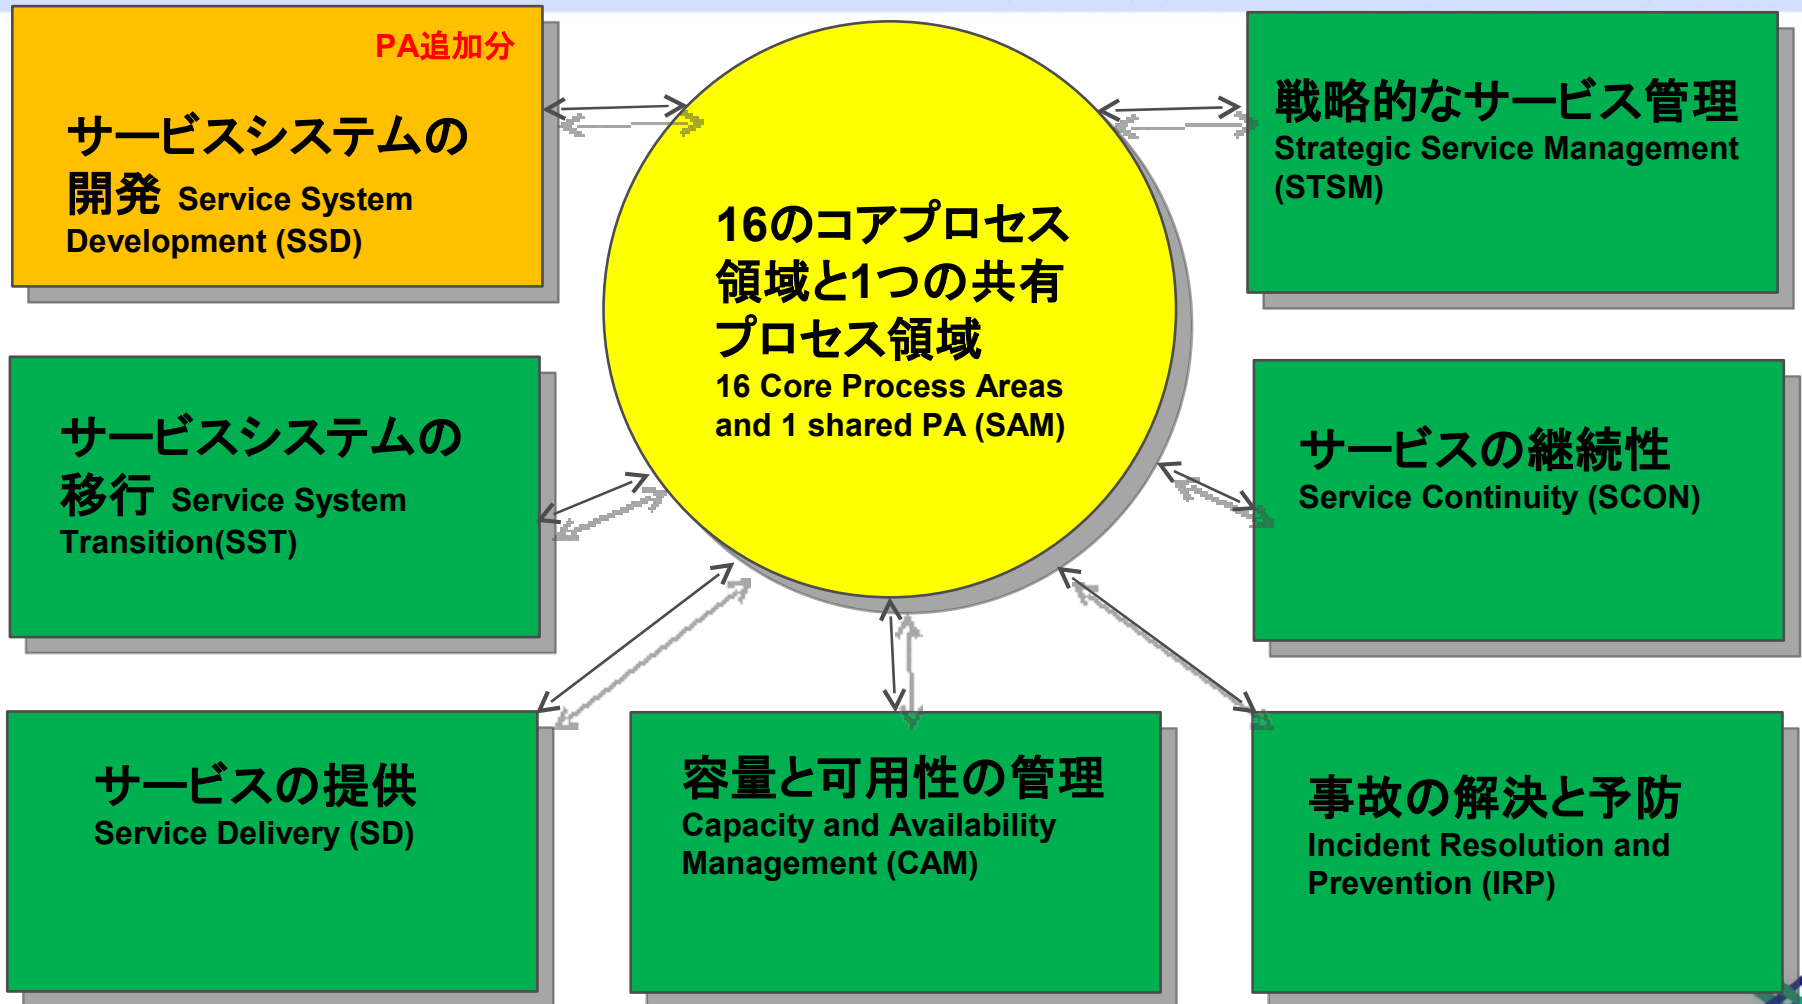 PA追加分
サービスシステムの
開発 Service System
Development (SSD)
16のコアプロセス
領域と1つの共有
プロセス領域
16 Core Process Areas
and 1 shared PA (SAM)
戦略的なサービス管理
Strategic Service Management
(STSM)
サービスシステムの
移行 Service System
Transition(SST)
サービスの継続性
Service Continuity (SCON)
サービスの提供
Service Delivery (SD)
容量と可用性の管理
Capacity and Availability
Management (CAM)
事故の解決と予防
Incident Resolution and
Prevention (IRP)